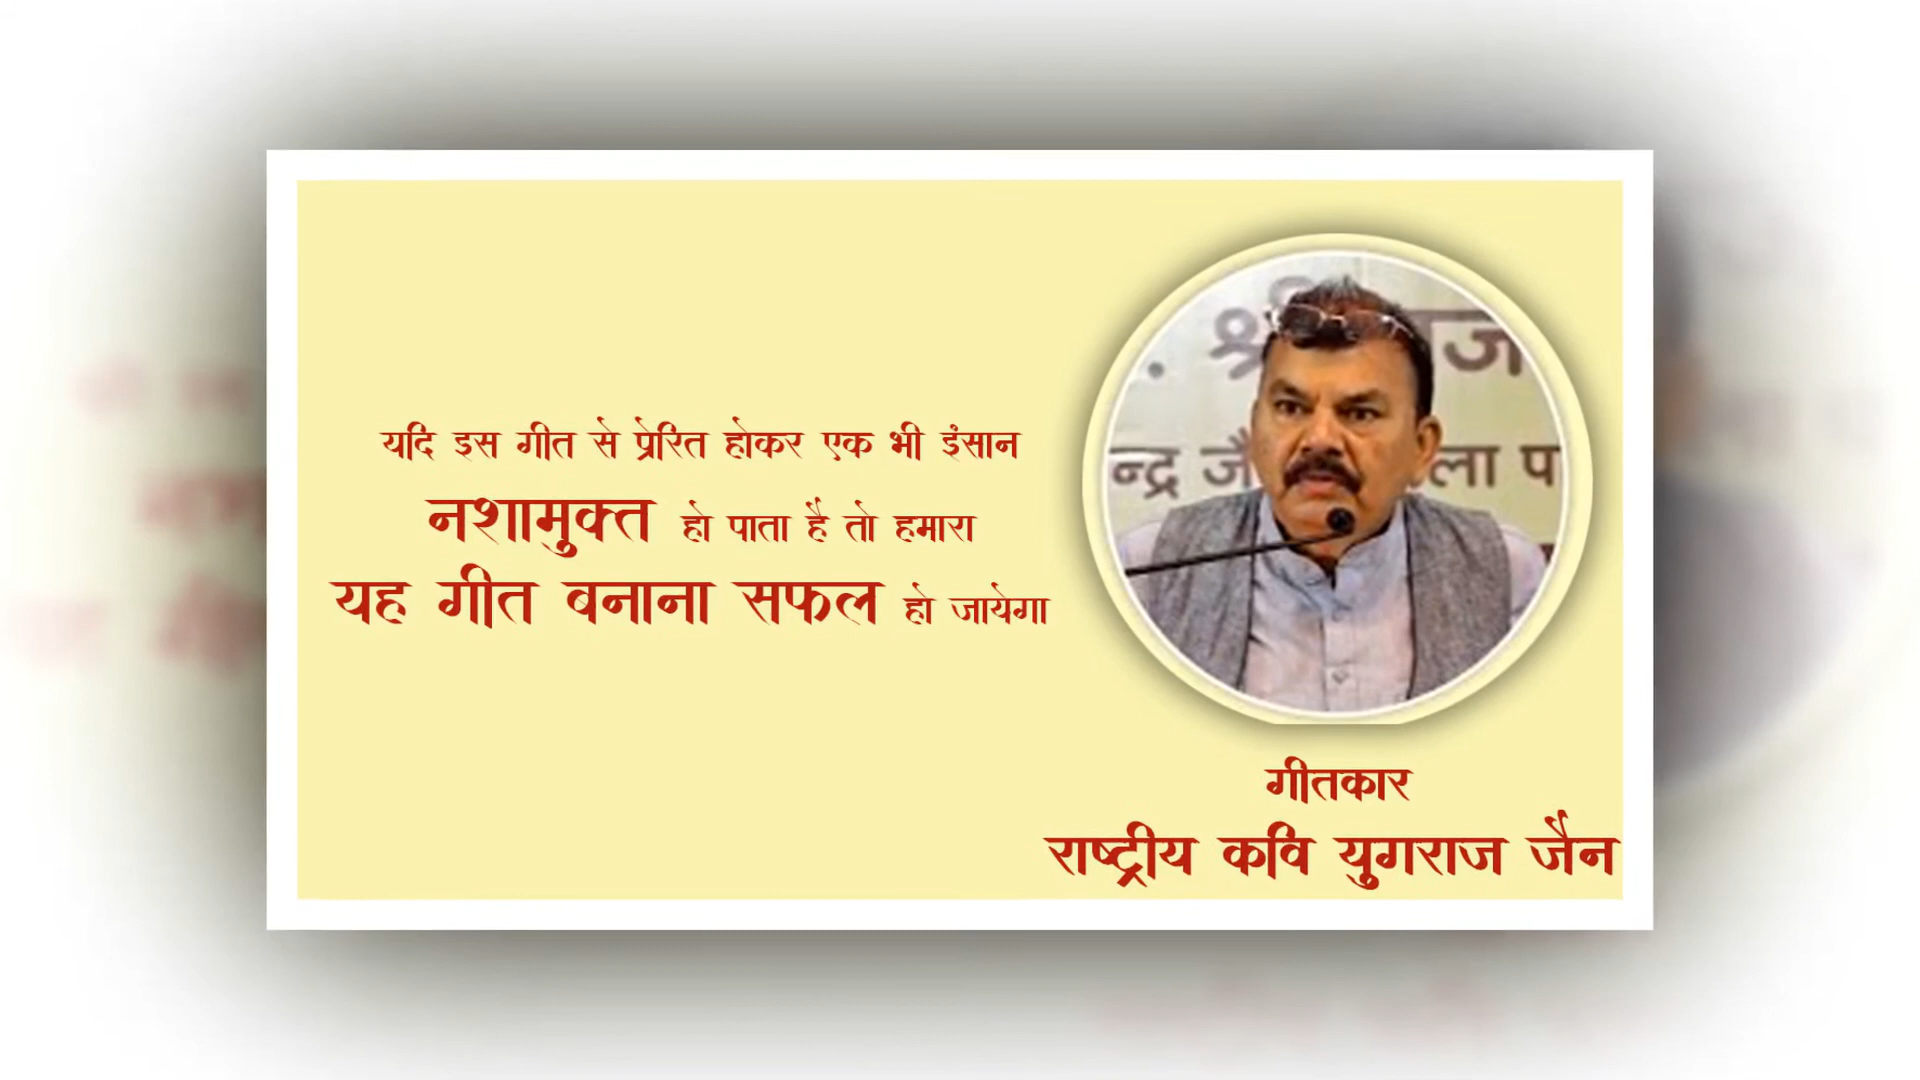 यदि इस गीत से प्रेरित होकर एक भी इंसान
नशामुक्त हो पाता है तो हमारा
यह गीत बनाना सफल हो जायेगा
गीतकार
राष्ट्रीय कवि युगराज जैन